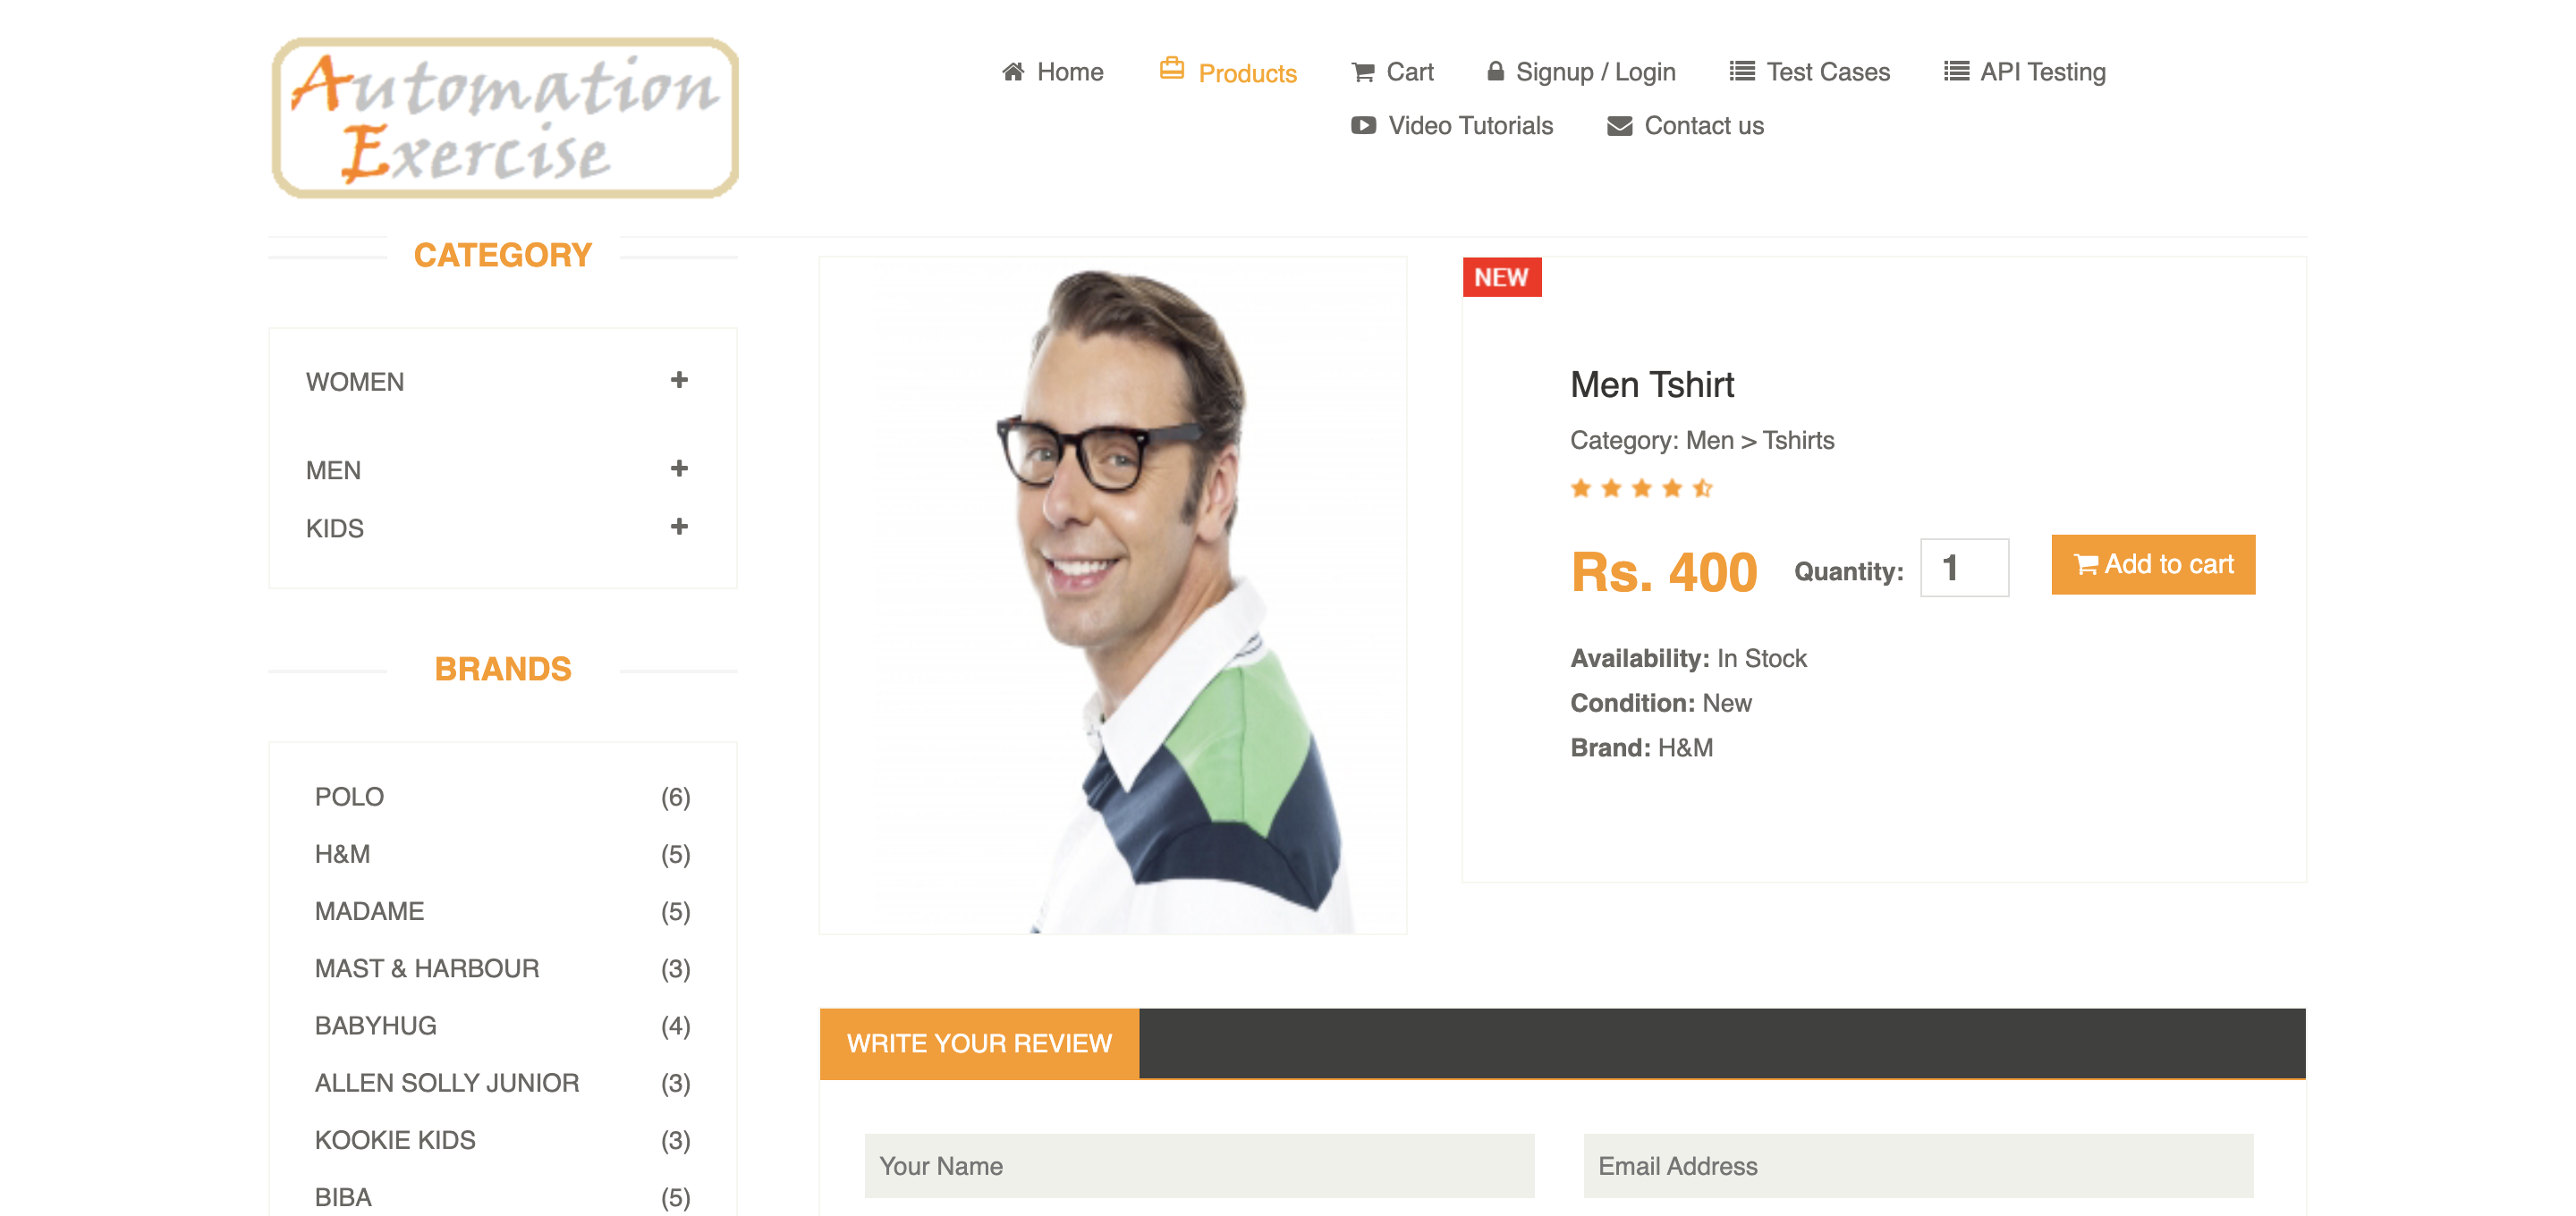 Automation
Exercise
Home
Products
Cart
Signup / Login
Test Cases
API Testing
Video Tutorials
Contact us
CATEGORY
WOMEN
MEN
KIDS
BRANDS
POLO (6)
H&M (5)
MADAME (5)
MAST & HARBOUR (3)
BABYHUG (4)
ALLEN SOLLY JUNIOR (3)
KOOKIE KIDS (3)
BIBA (5)
NEW
Men Tshirt
Category: Men > Tshirts
Rs. 400 Quantity: 1 Add to cart
Availability: In Stock
Condition: New
Brand: H&M
WRITE YOUR REVIEW
Your Name
Email Address